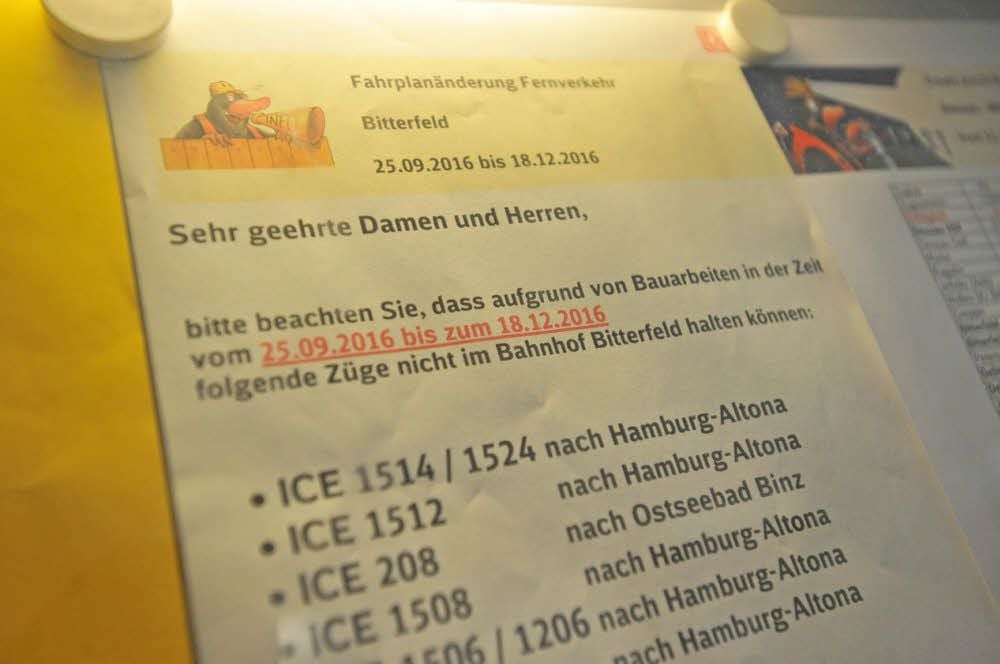 Fahrplanänderung Fernverkehr
Bitterfeld
25.09.2016 bis 18.12.2016
INFO
Sehr geehrte Damen und Herren,
bitte beachten Sie, dass aufgrund von Bauarbeiten in der Zeit
vom 25.09.2016 bis zum 18.12.2016
folgende Züge nicht im Bahnhof Bitterfeld halten können:
• ICE 1514 / 1524 nach Hamburg-Altona
• ICE 1512 nach Hamburg-Altona
• ICE 208 nach Ostseebad Binz
• ICE 1508 nach Hamburg-Altona
1506 / 1206 nach Hamburg-Altona
nach Hamburg-Altona